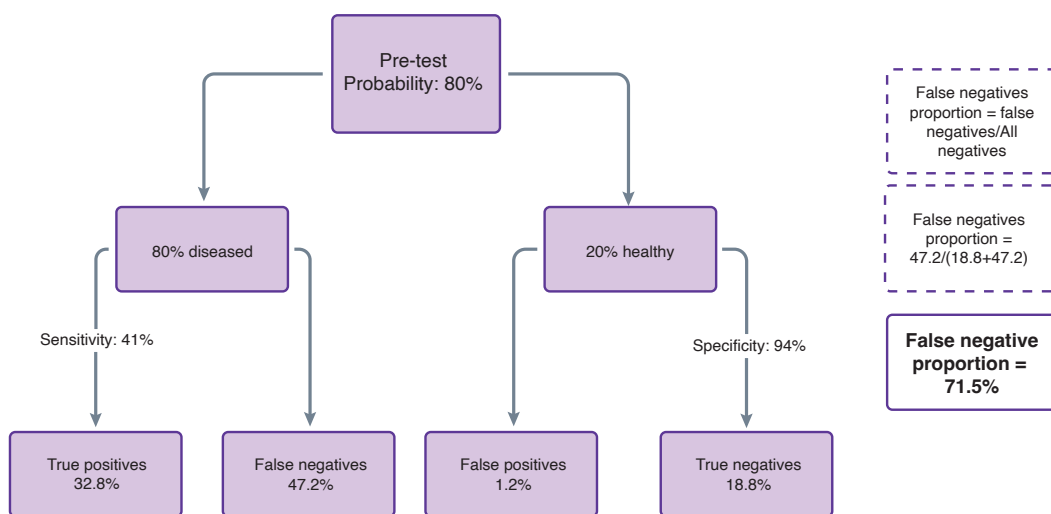 Pre-test
Probability: 80%
80% diseased
20% healthy
Sensitivity: 41%
Specificity: 94%
True positives
32.8%
False negatives
47.2%
False positives
1.2%
True negatives
18.8%
False negatives
proportion = false
negatives/All
negatives
False negatives
proportion =
47.2/(18.8+47.2)
False negative
proportion =
71.5%